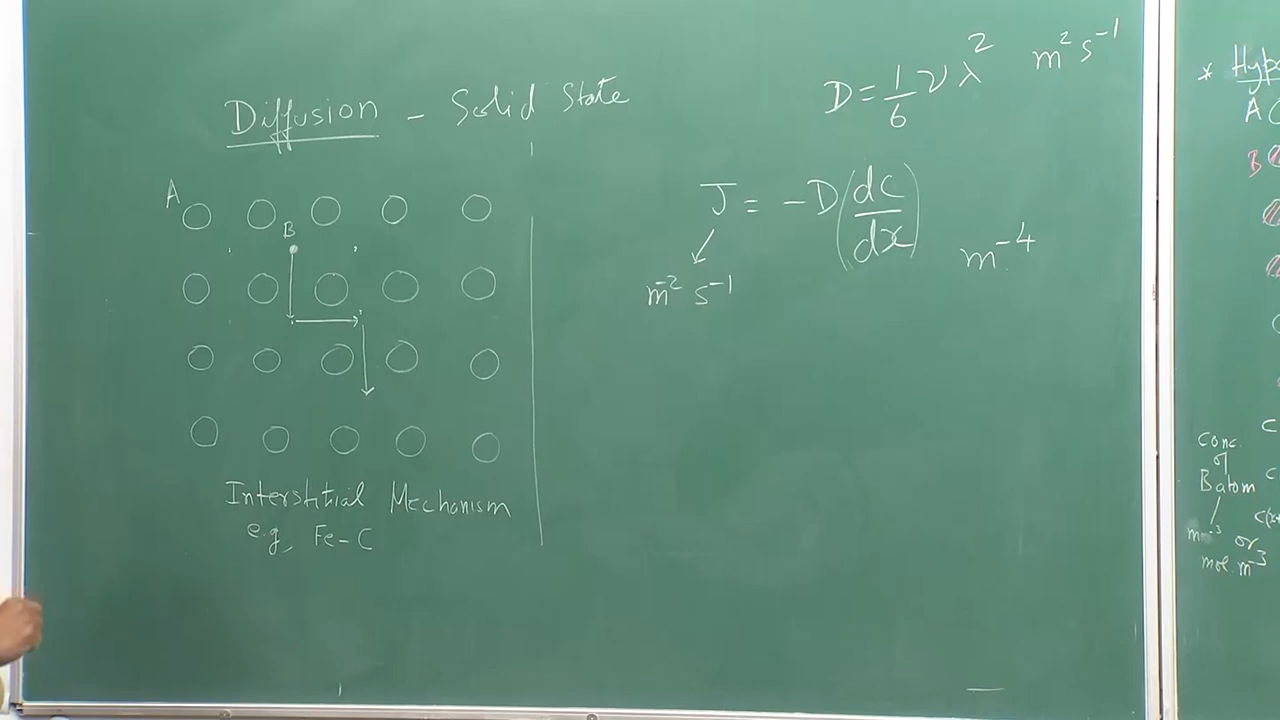 Diffusion - Solid State
A
B
Interstitial Mechanism
e.g., Fe-C
D = 1/6 ν λ² m² s⁻¹
J = -D(dc/dx) m⁻⁴
m⁻² s⁻¹
* Hypo
A
B
Conc.
of
B atom
m⁻³ or
mol m⁻³
C
C
C(x